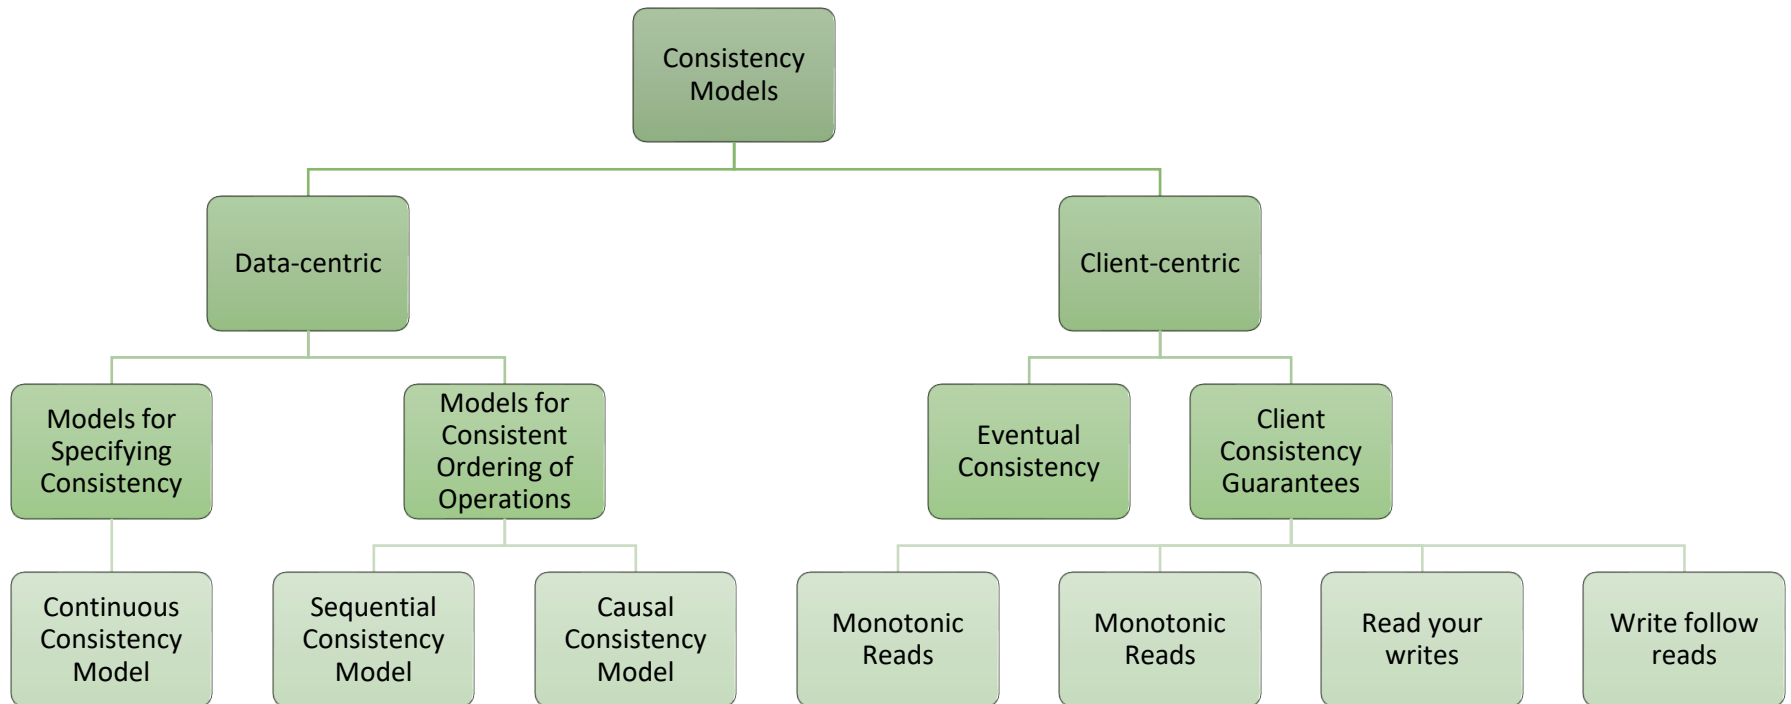 Consistency
Models
Data-centric
Client-centric
Models for
Specifying
Consistency
Models for
Consistent
Ordering of
Operations
Eventual
Consistency
Client
Consistency
Guarantees
Continuous
Consistency
Model
Sequential
Consistency
Model
Causal
Consistency
Model
Monotonic
Reads
Monotonic
Reads
Read your
writes
Write follow
reads